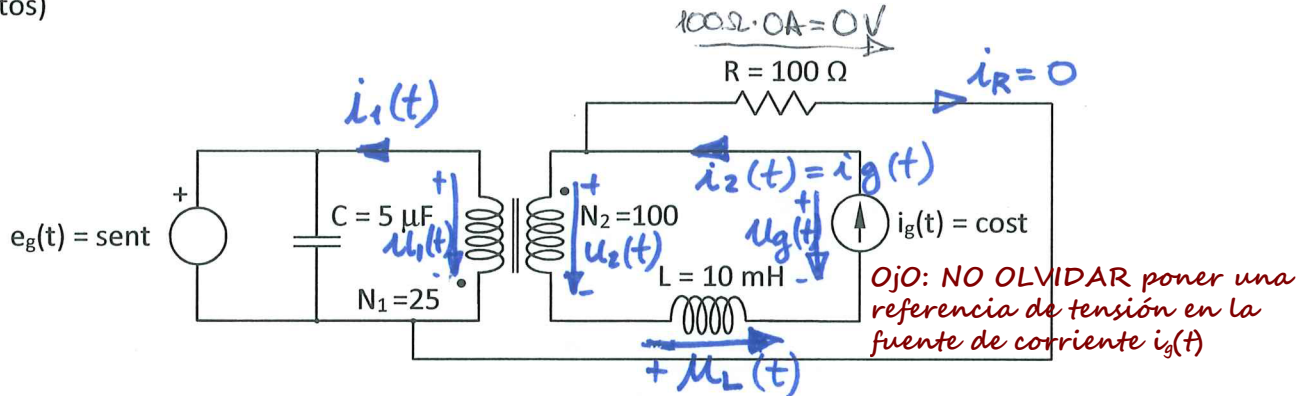 tos)
100Ω·0A=0V
R = 100 Ω
i_R = 0
i₁(t)
i₂(t) = i_g(t)
+
+
+
+
e_g(t) = sent
C = 5 µF
u₁(t)
-
N₁ =25
N₂ =100
u₂(t)
-
u_g(t)
-
i_g(t) = cost
L = 10 mH
+ u_L(t)
OjO: NO OLVIDAR poner una
referencia de tensión en la
fuente de corriente i_g(t)